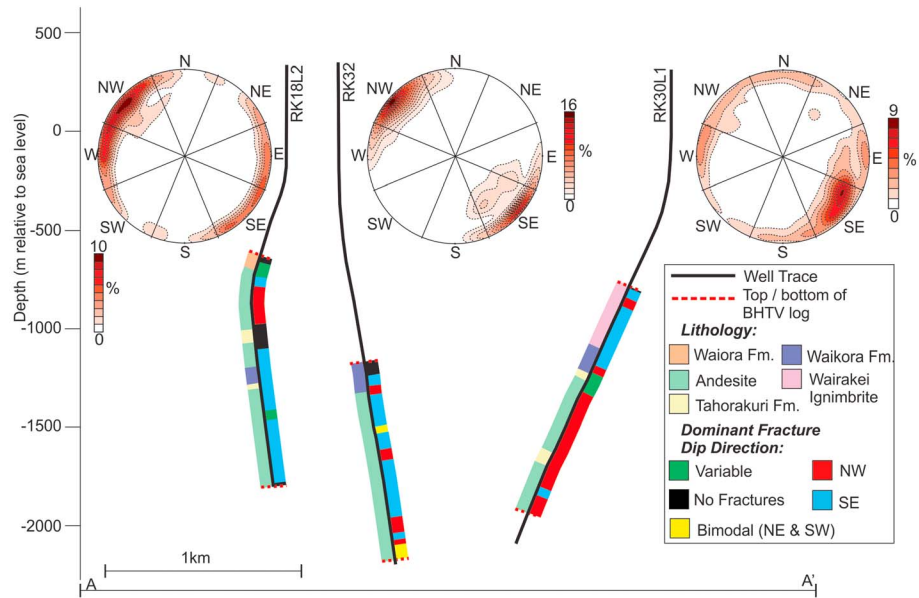 500
0
-500
-1000
-1500
-2000
Depth (m relative to sea level)
N
NE
E
SE
S
SW
W
NW
10
%
0
RK18L2
RK32
N
NE
E
SE
S
SW
W
NW
16
%
0
RK30L1
N
NE
E
SE
S
SW
W
NW
9
%
0
Well Trace
Top / bottom of
BHTV log
Lithology:
Waiora Fm.
Waikora Fm.
Andesite
Wairakei
Ignimbrite
Tahorakuri Fm.
Dominant Fracture
Dip Direction:
Variable
NW
No Fractures
SE
Bimodal (NE & SW)
1km
A
A'